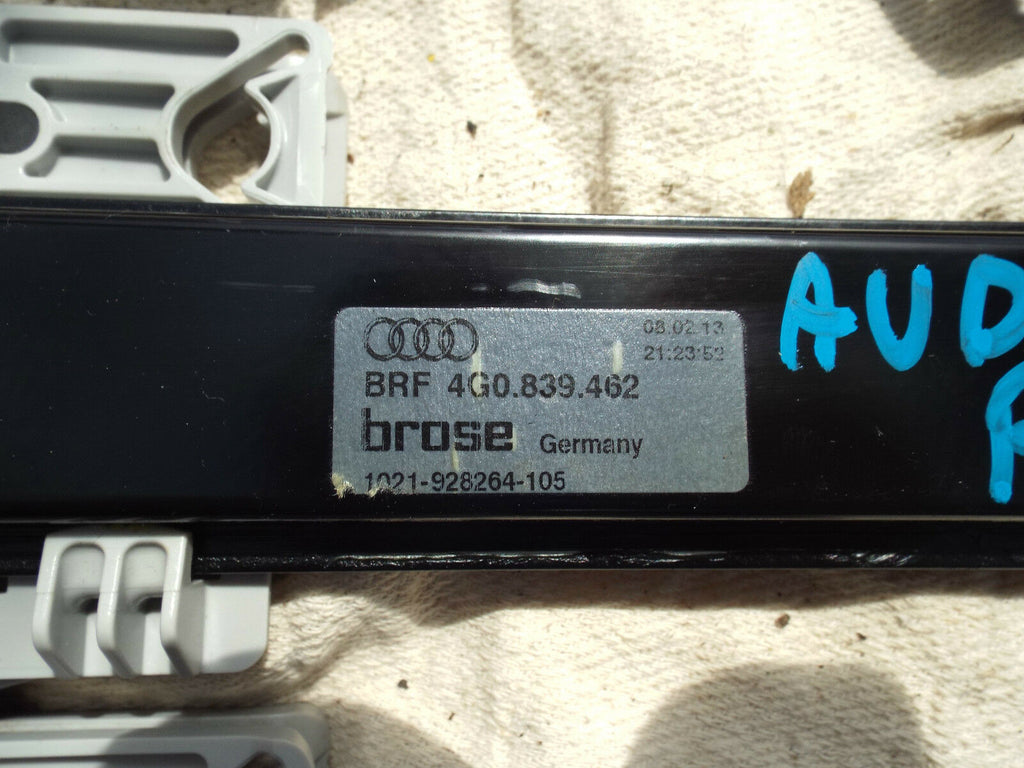 08.02.13
21:23:53
BRF 4G0.839.462
brose Germany
1021-928264-105
AUD
R